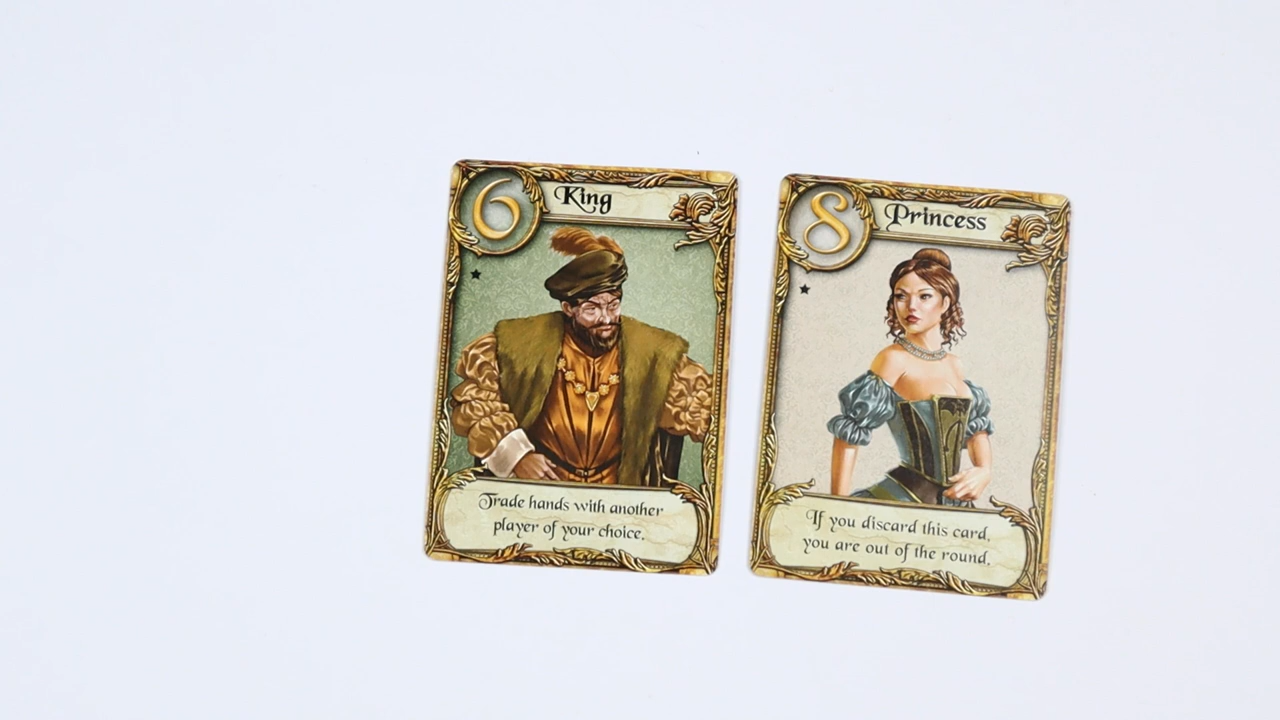 6 King
Trade hands with another
player of your choice.
8 Princess
If you discard this card,
you are out of the round.